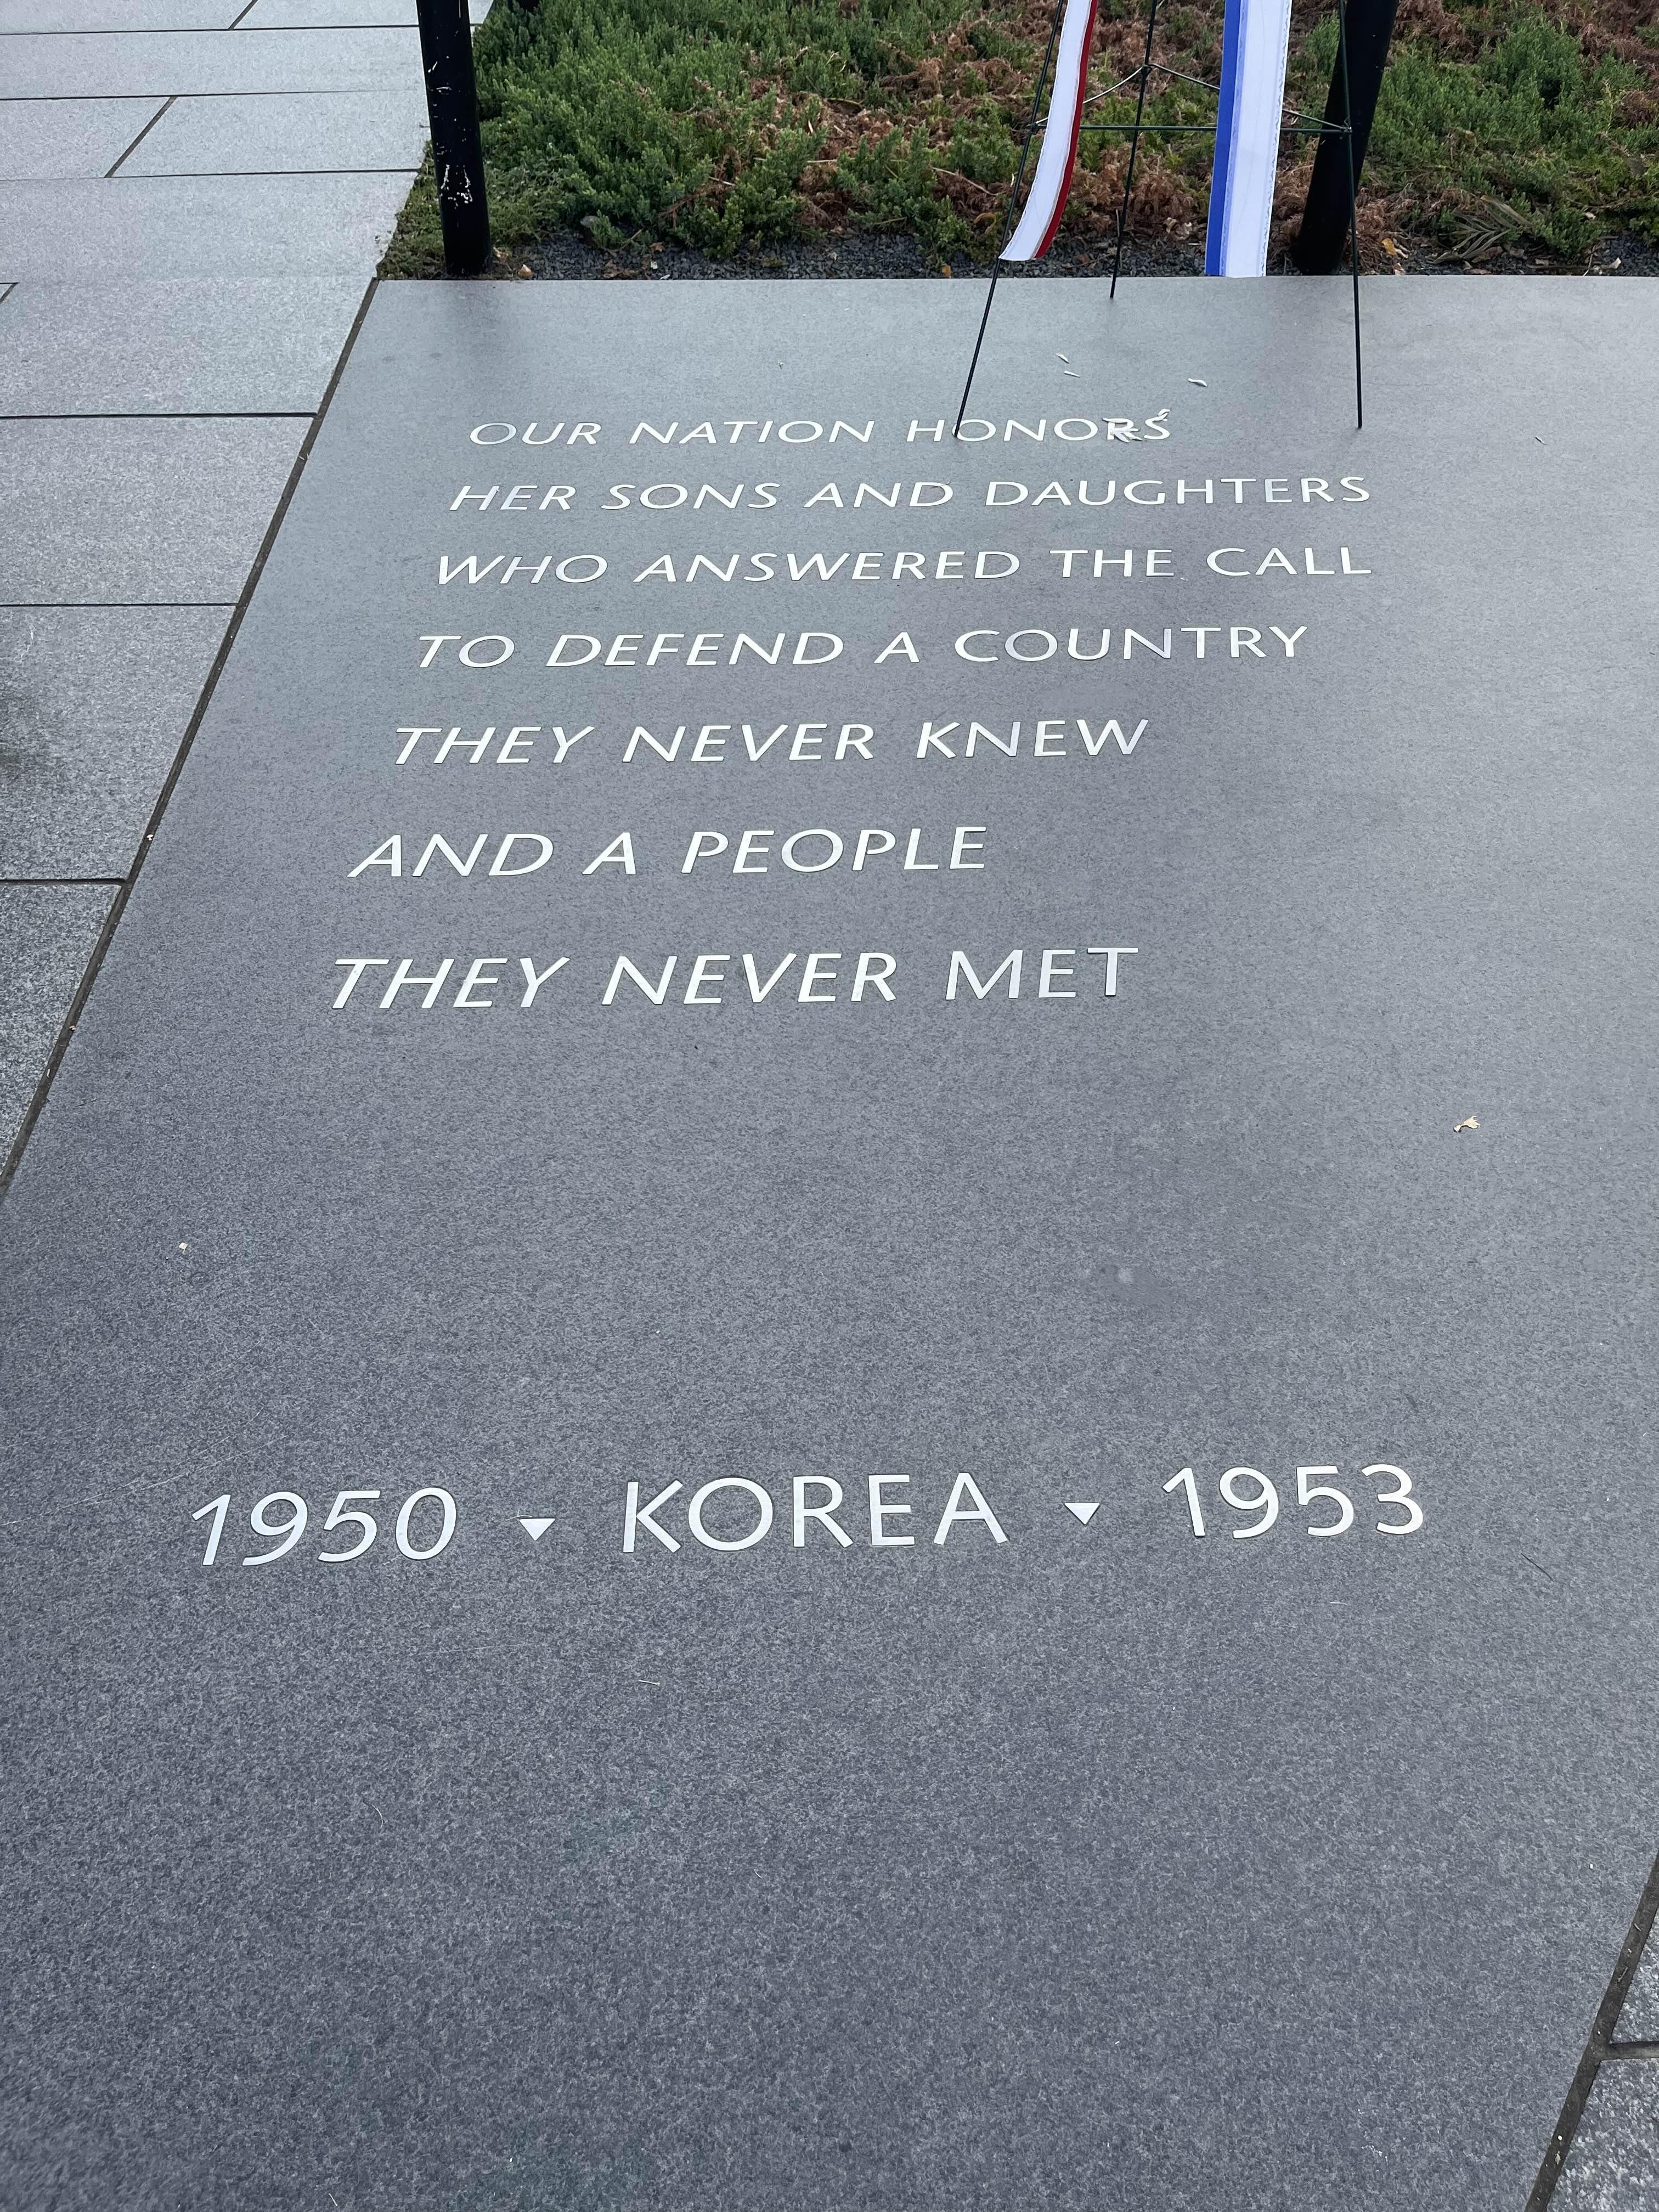 OUR NATION HONORS
HER SONS AND DAUGHTERS
WHO ANSWERED THE CALL
TO DEFEND A COUNTRY
THEY NEVER KNEW
AND A PEOPLE
THEY NEVER MET
1950 ▾ KOREA ▾ 1953